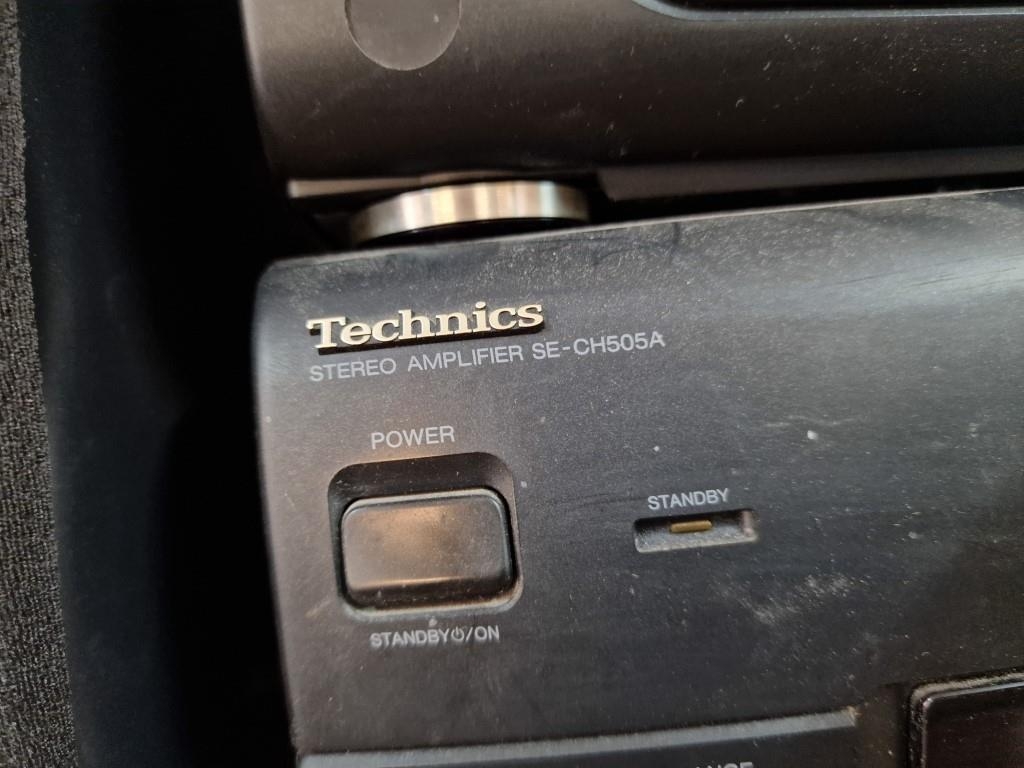 Technics
STEREO AMPLIFIER SE-CH505A
POWER
STANDBY
STANDBY⏻/ON